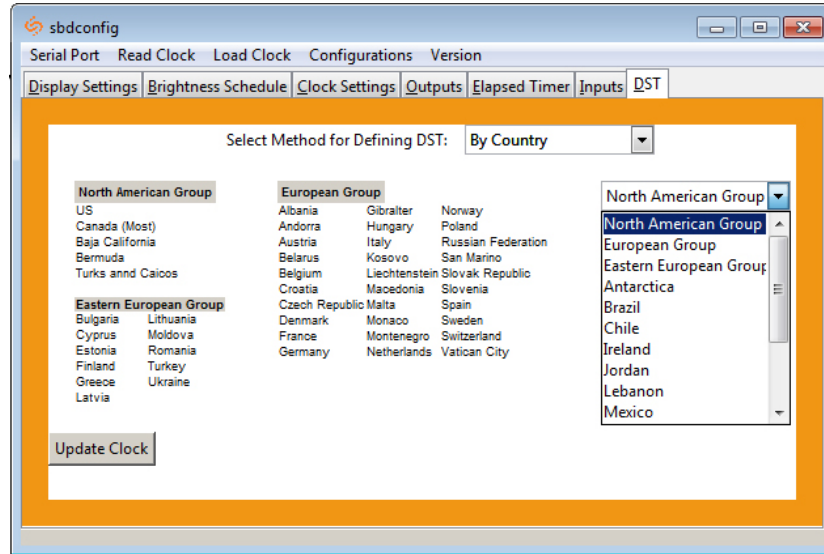 sbdconfig
Serial Port Read Clock Load Clock Configurations Version
Display Settings Brightness Schedule Clock Settings Outputs Elapsed Timer Inputs DST
Select Method for Defining DST: By Country
North American Group
US
Canada (Most)
Baja California
Bermuda
Turks annd Caicos
Eastern European Group
Bulgaria Lithuania
Cyprus Moldova
Estonia Romania
Finland Turkey
Greece Ukraine
Latvia
European Group
Albania Gibralter Norway
Andorra Hungary Poland
Austria Italy Russian Federation
Belarus Kosovo San Marino
Belgium Liechtenstein Slovak Republic
Croatia Macedonia Slovenia
Czech Republic Malta Spain
Denmark Monaco Sweden
France Montenegro Switzerland
Germany Netherlands Vatican City
North American Group
North American Group
European Group
Eastern European Group
Antarctica
Brazil
Chile
Ireland
Jordan
Lebanon
Mexico
Update Clock